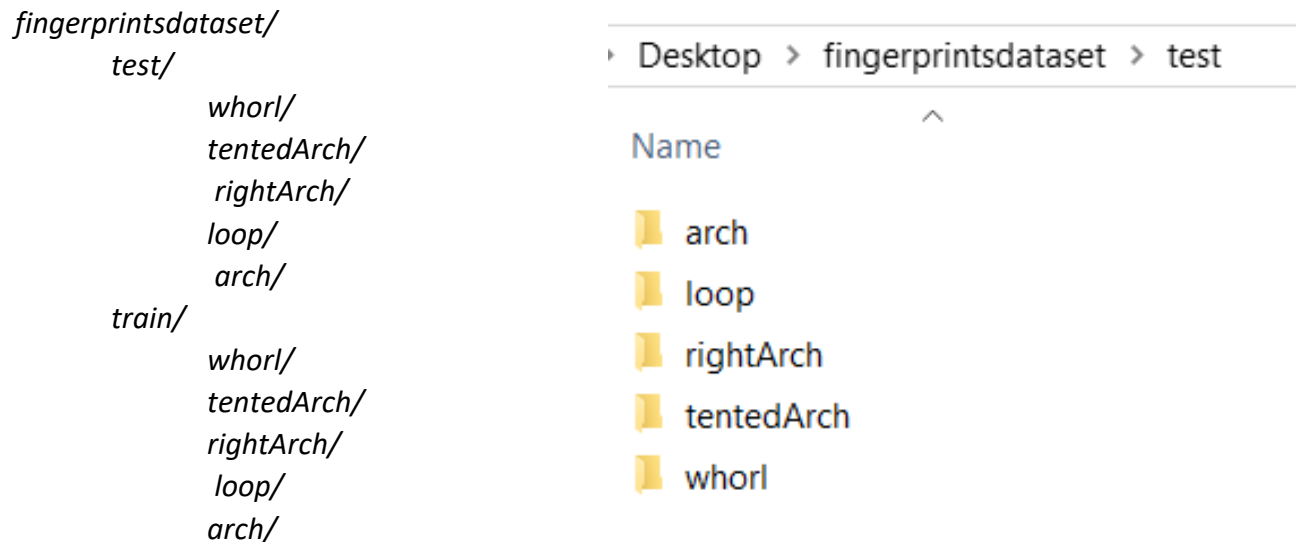 fingerprintsdataset/
test/
whorl/
tentedArch/
rightArch/
loop/
arch/
train/
whorl/
tentedArch/
rightArch/
loop/
arch/
Desktop > fingerprintsdataset > test
Name
arch
loop
rightArch
tentedArch
whorl